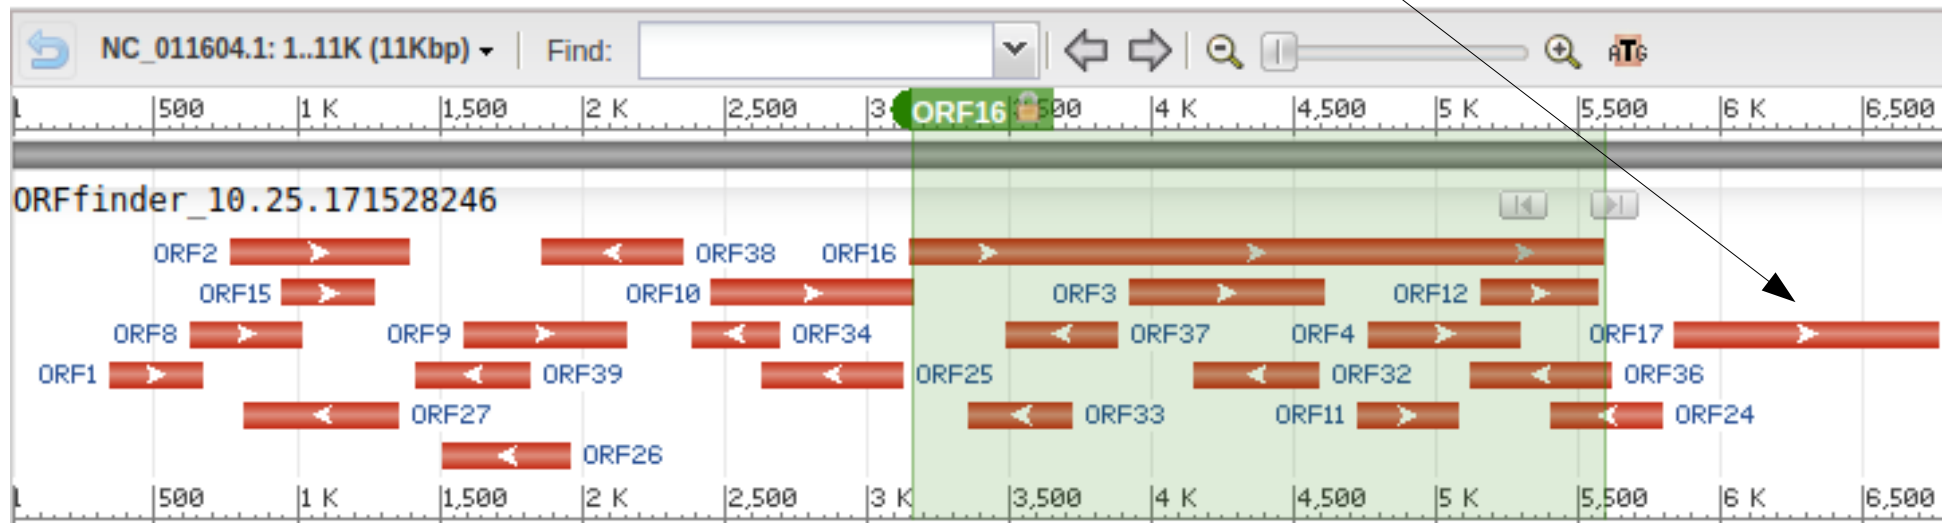 NC_011604.1: 1..11K (11Kbp) Find: ATG
1 500 1 K 1,500 2 K 2,500 3 ORF16 500 4 K 4,500 5 K 5,500 6 K 6,500
ORFfinder_10.25.171528246
ORF2 ORF38 ORF16
ORF15 ORF10 ORF3 ORF12
ORF8 ORF9 ORF34 ORF37 ORF4 ORF17
ORF1 ORF39 ORF25 ORF32 ORF36
ORF27 ORF33 ORF11 ORF24
ORF26
1 500 1 K 1,500 2 K 2,500 3 K 3,500 4 K 4,500 5 K 5,500 6 K 6,500